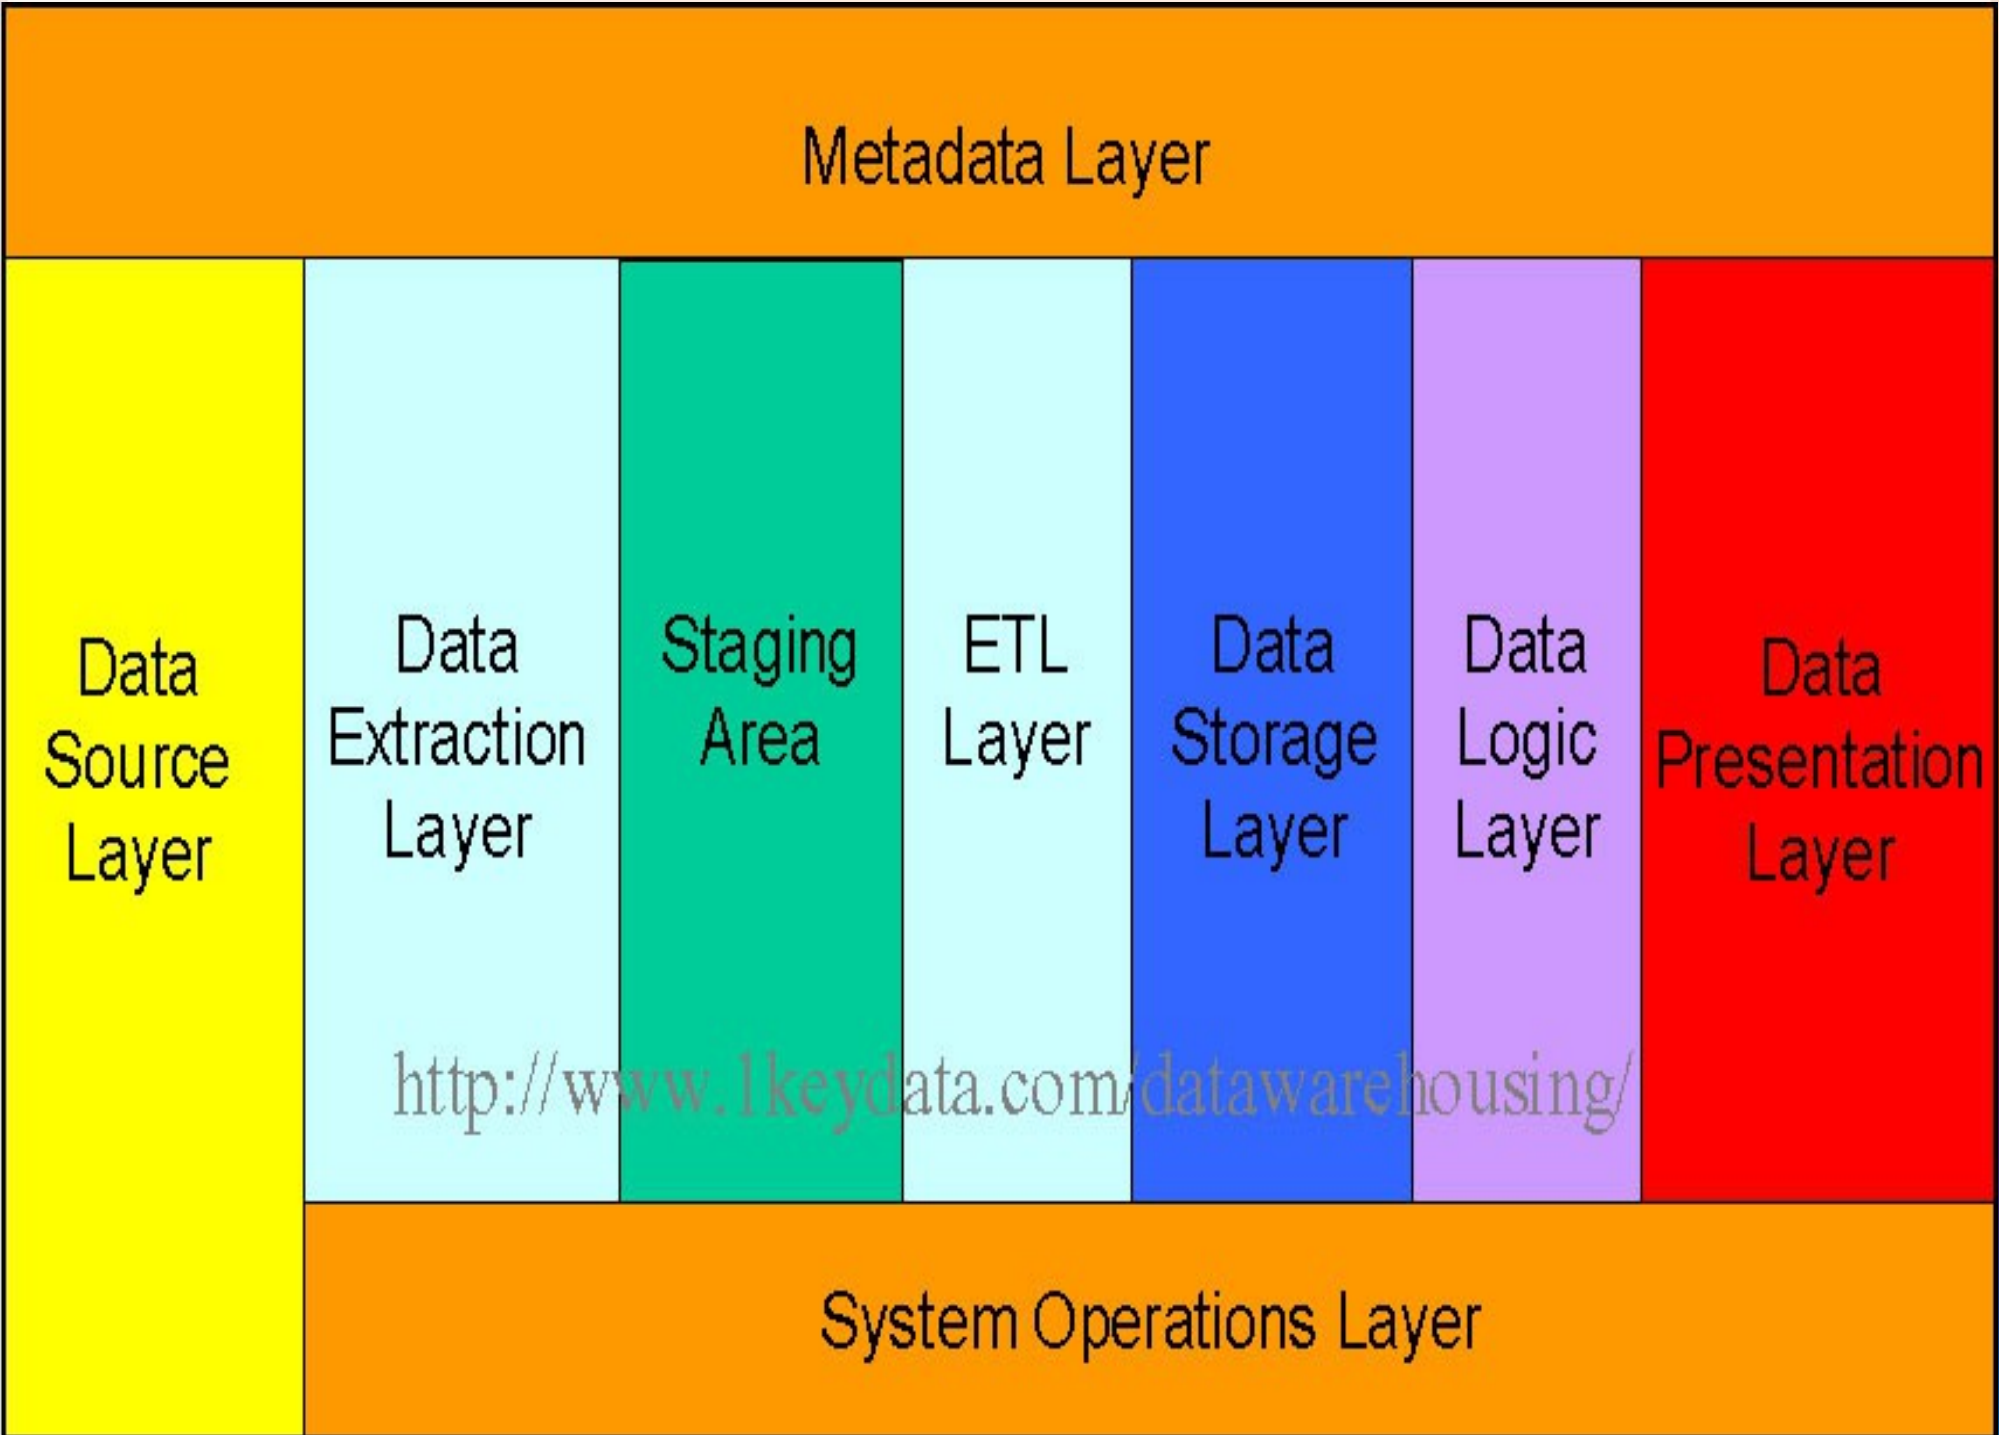 Metadata Layer
Data
Source
Layer
Data
Extraction
Layer
Staging
Area
ETL
Layer
Data
Storage
Layer
Data
Logic
Layer
Data
Presentation
Layer
http://www.1keydata.com/datawarehousing/
System Operations Layer